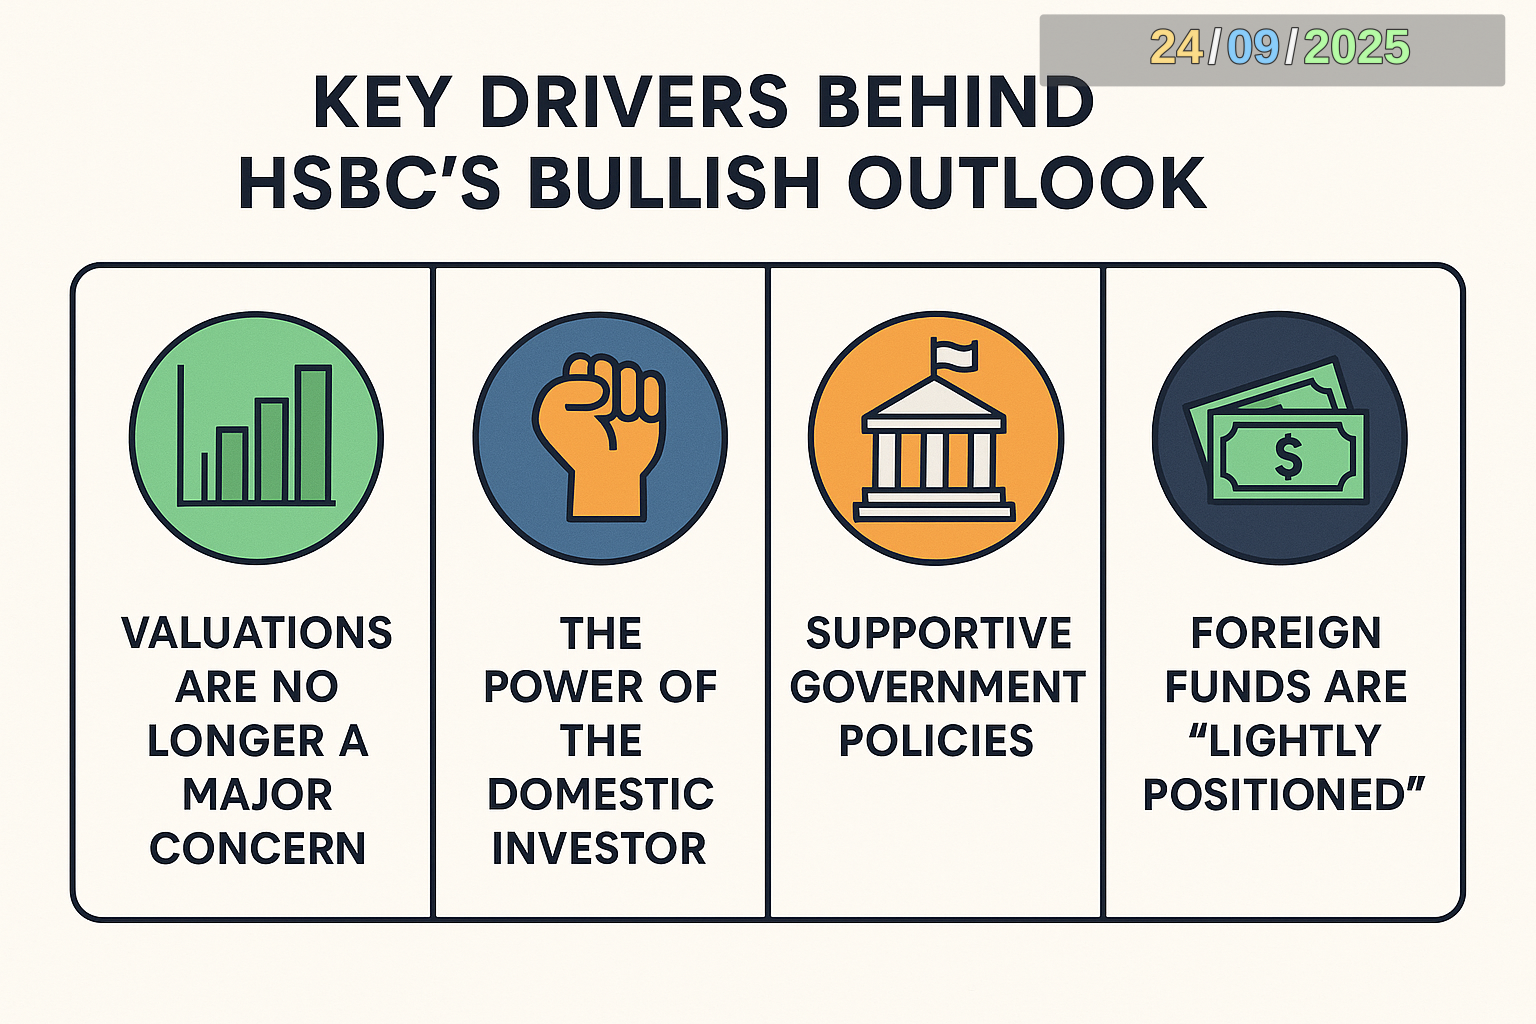 24/09/2025
KEY DRIVERS BEHIND
HSBC’S BULLISH OUTLOOK
$
VALUATIONS
ARE NO
LONGER A
MAJOR
CONCERN
THE
POWER OF
THE
DOMESTIC
INVESTOR
SUPPORTIVE
GOVERNMENT
POLICIES
FOREIGN
FUNDS ARE
“LIGHTLY
POSITIONED”